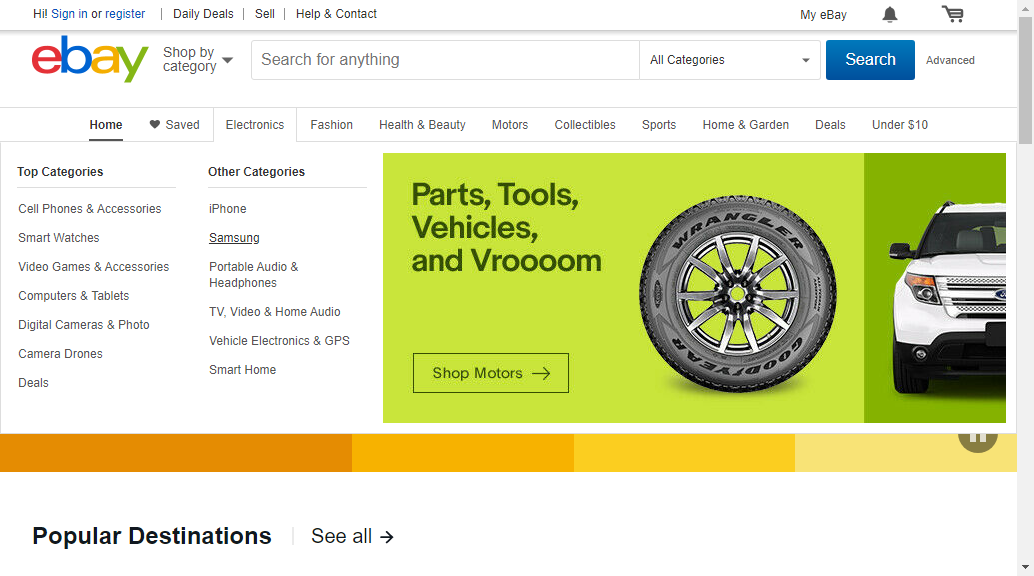 Hi! Sign in or register
Daily Deals
Sell
Help & Contact
My eBay
ebay
Shop by
category
Search for anything
All Categories
Search
Advanced
Home
Saved
Electronics
Fashion
Health & Beauty
Motors
Collectibles
Sports
Home & Garden
Deals
Under $10
Top Categories
Cell Phones & Accessories
Smart Watches
Video Games & Accessories
Computers & Tablets
Digital Cameras & Photo
Camera Drones
Deals
Other Categories
iPhone
Samsung
Portable Audio &
Headphones
TV, Video & Home Audio
Vehicle Electronics & GPS
Smart Home
Parts, Tools,
Vehicles,
and Vroooom
Shop Motors
WRANGLER
GOODYEAR
Popular Destinations
See all